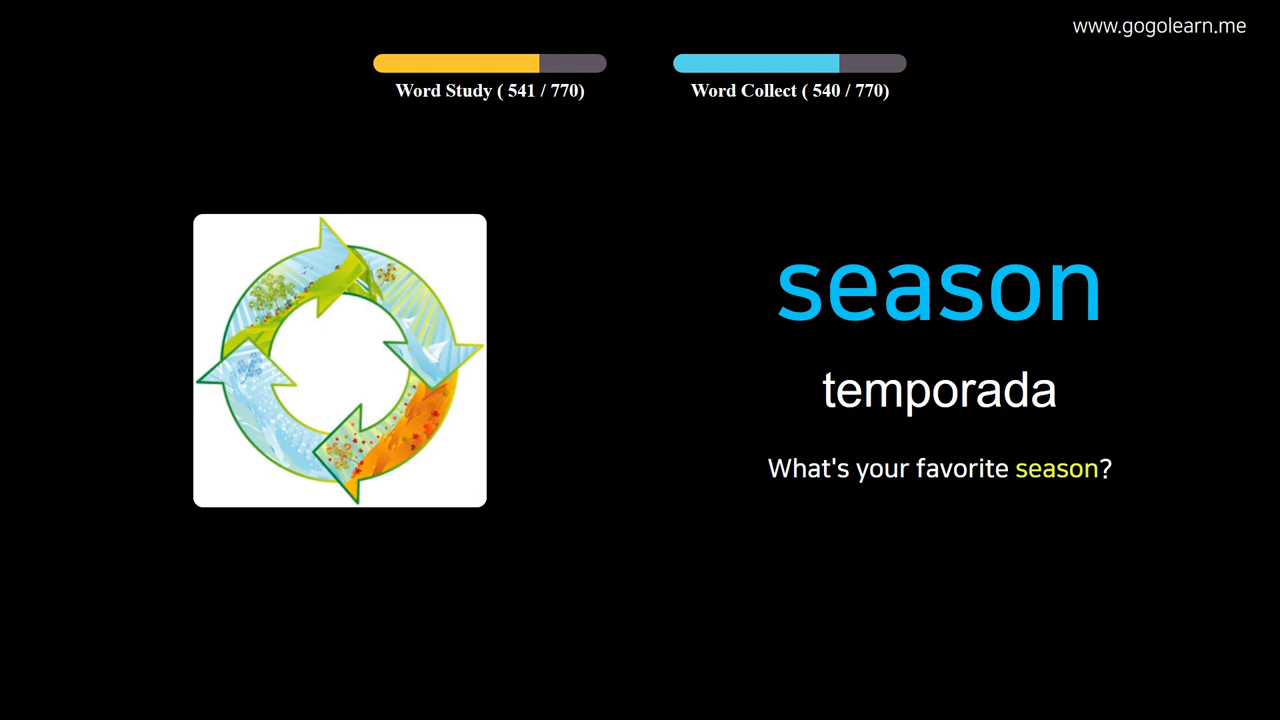 www.gogolearn.me
Word Study ( 541 / 770)
Word Collect ( 540 / 770)
season
temporada
What's your favorite season?